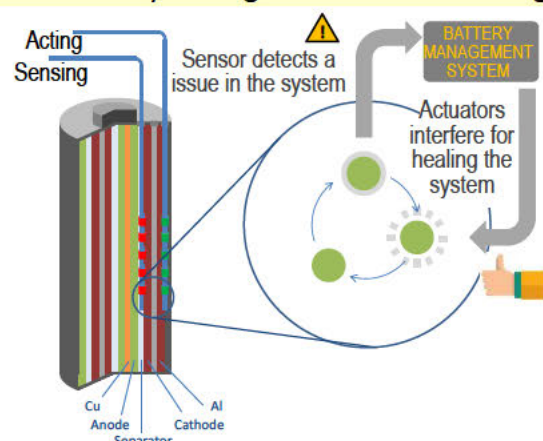 Acting
Sensing
Sensor detects a
issue in the system
BATTERY
MANAGEMENT
SYSTEM
Actuators
interfere for
healing the
system
Cu
Al
Anode
Cathode
Separator